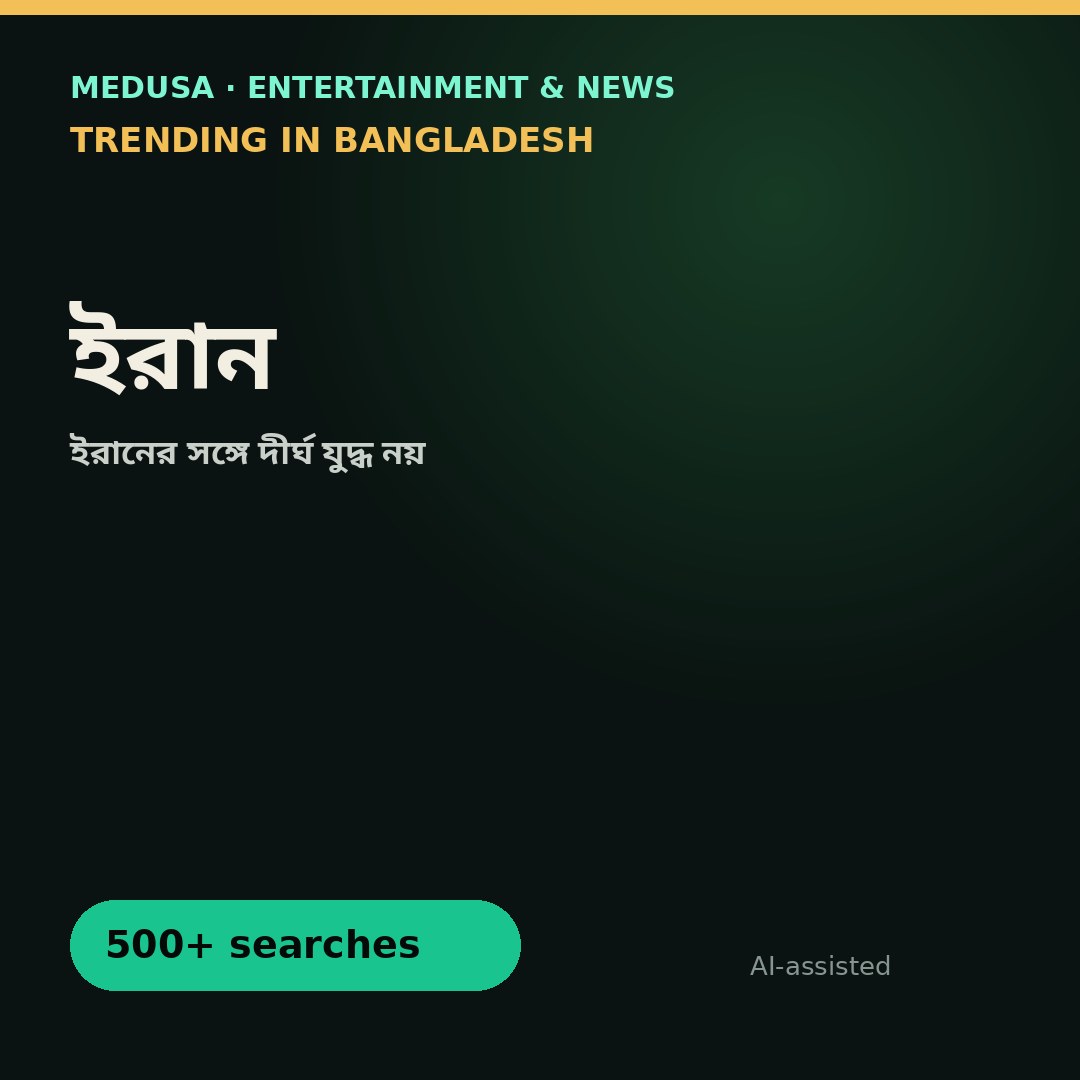 MEDUSA · ENTERTAINMENT & NEWS
TRENDING IN BANGLADESH
ইরান
ইরানের সঙ্গে দীর্ঘ যুদ্ধ নয়
500+ searches
AI-assisted